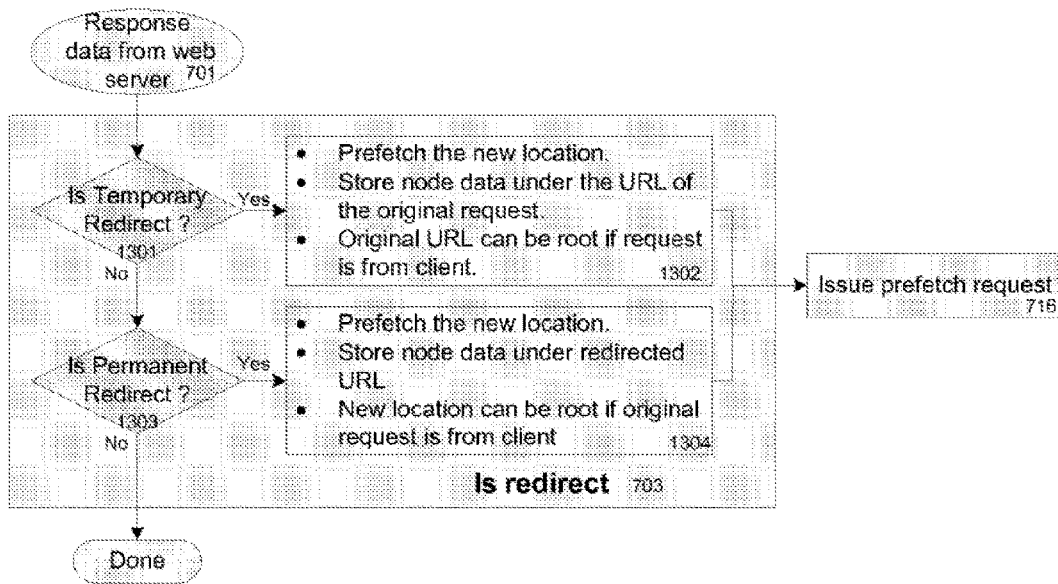 Response
data from web
server 701
Is Temporary
Redirect ?
1301
Yes
No
• Prefetch the new location.
• Store node data under the URL of
the original request.
• Original URL can be root if request
is from client.
1302
Issue prefetch request
716
Is Permanent
Redirect ?
1303
Yes
No
• Prefetch the new location.
• Store node data under redirected
URL
• New location can be root if original
request is from client
1304
Is redirect 703
Done